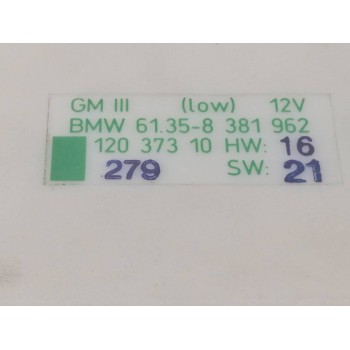 GM III (low) 12V
BMW 61.35-8 381 962
120 373 10 HW: 16
279 SW: 21